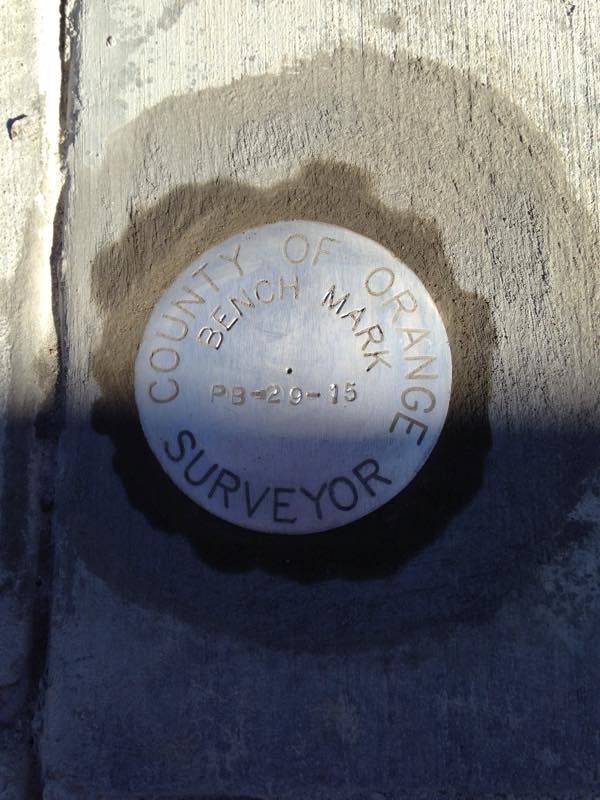 COUNTY OF ORANGE
BENCH MARK
PB-29-15
SURVEYOR